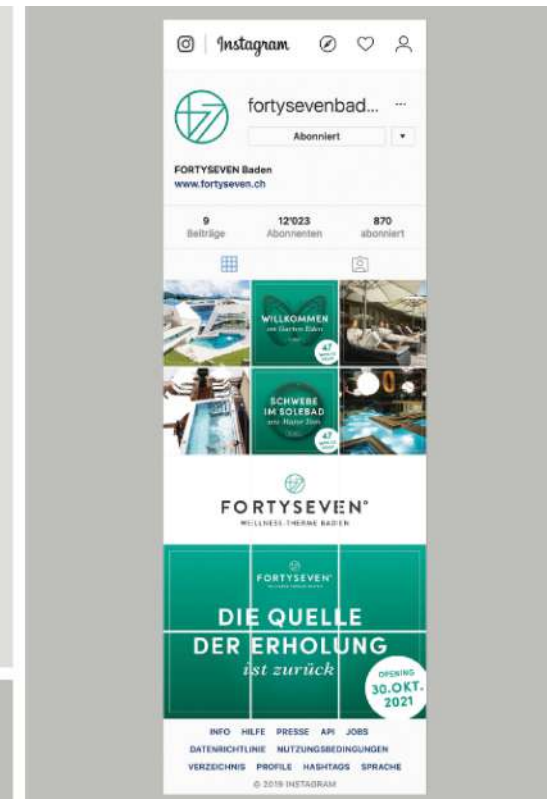 Instagram
fortysevenbad... ...
Abonniert
FORTYSEVEN Baden
www.fortyseven.ch
9 12'023 870
Beiträge Abonnenten abonniert
WILLKOMMEN
im Garten Eden
47
SCHWEBE
IM SOLEBAD
47
FORTYSEVEN°
WELLNESS-THERME BADEN
FORTYSEVEN°
DIE QUELLE
DER ERHOLUNG
ist zurück
OPENING
30.OKT.
2021
INFO HILFE PRESSE API JOBS
DATENRICHTLINIE NUTZUNGSBEDINGUNGEN
VERZEICHNIS PROFILE HASHTAGS SPRACHE
© 2019 INSTAGRAM